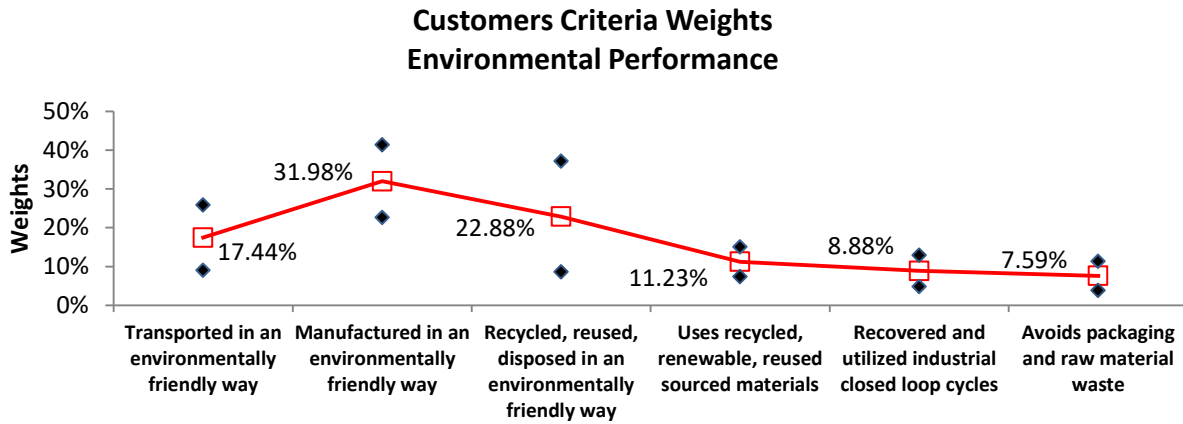 Customers Criteria Weights
Environmental Performance
Weights
50%
40%
30%
20%
10%
0%
17.44%
31.98%
22.88%
11.23%
8.88%
7.59%
Transported in an
environmentally
friendly way
Manufactured in an
environmentally
friendly way
Recycled, reused,
disposed in an
environmentally
friendly way
Uses recycled,
renewable, reused
sourced materials
Recovered and
utilized industrial
closed loop cycles
Avoids packaging
and raw material
waste